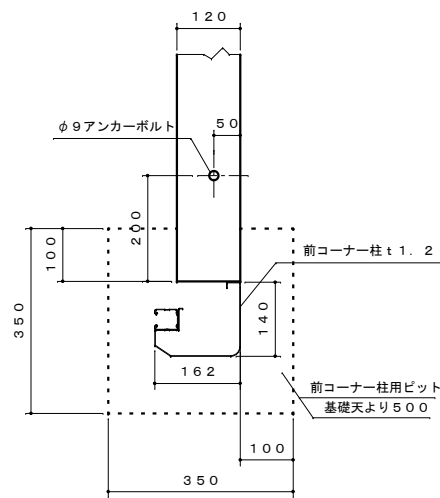 １２０
φ９アンカーボルト
５０
２００
１００
３５０
前コーナー柱ｔ１．２
１４０
１６２
前コーナー柱用ピット
基礎天より５００
１００
３５０